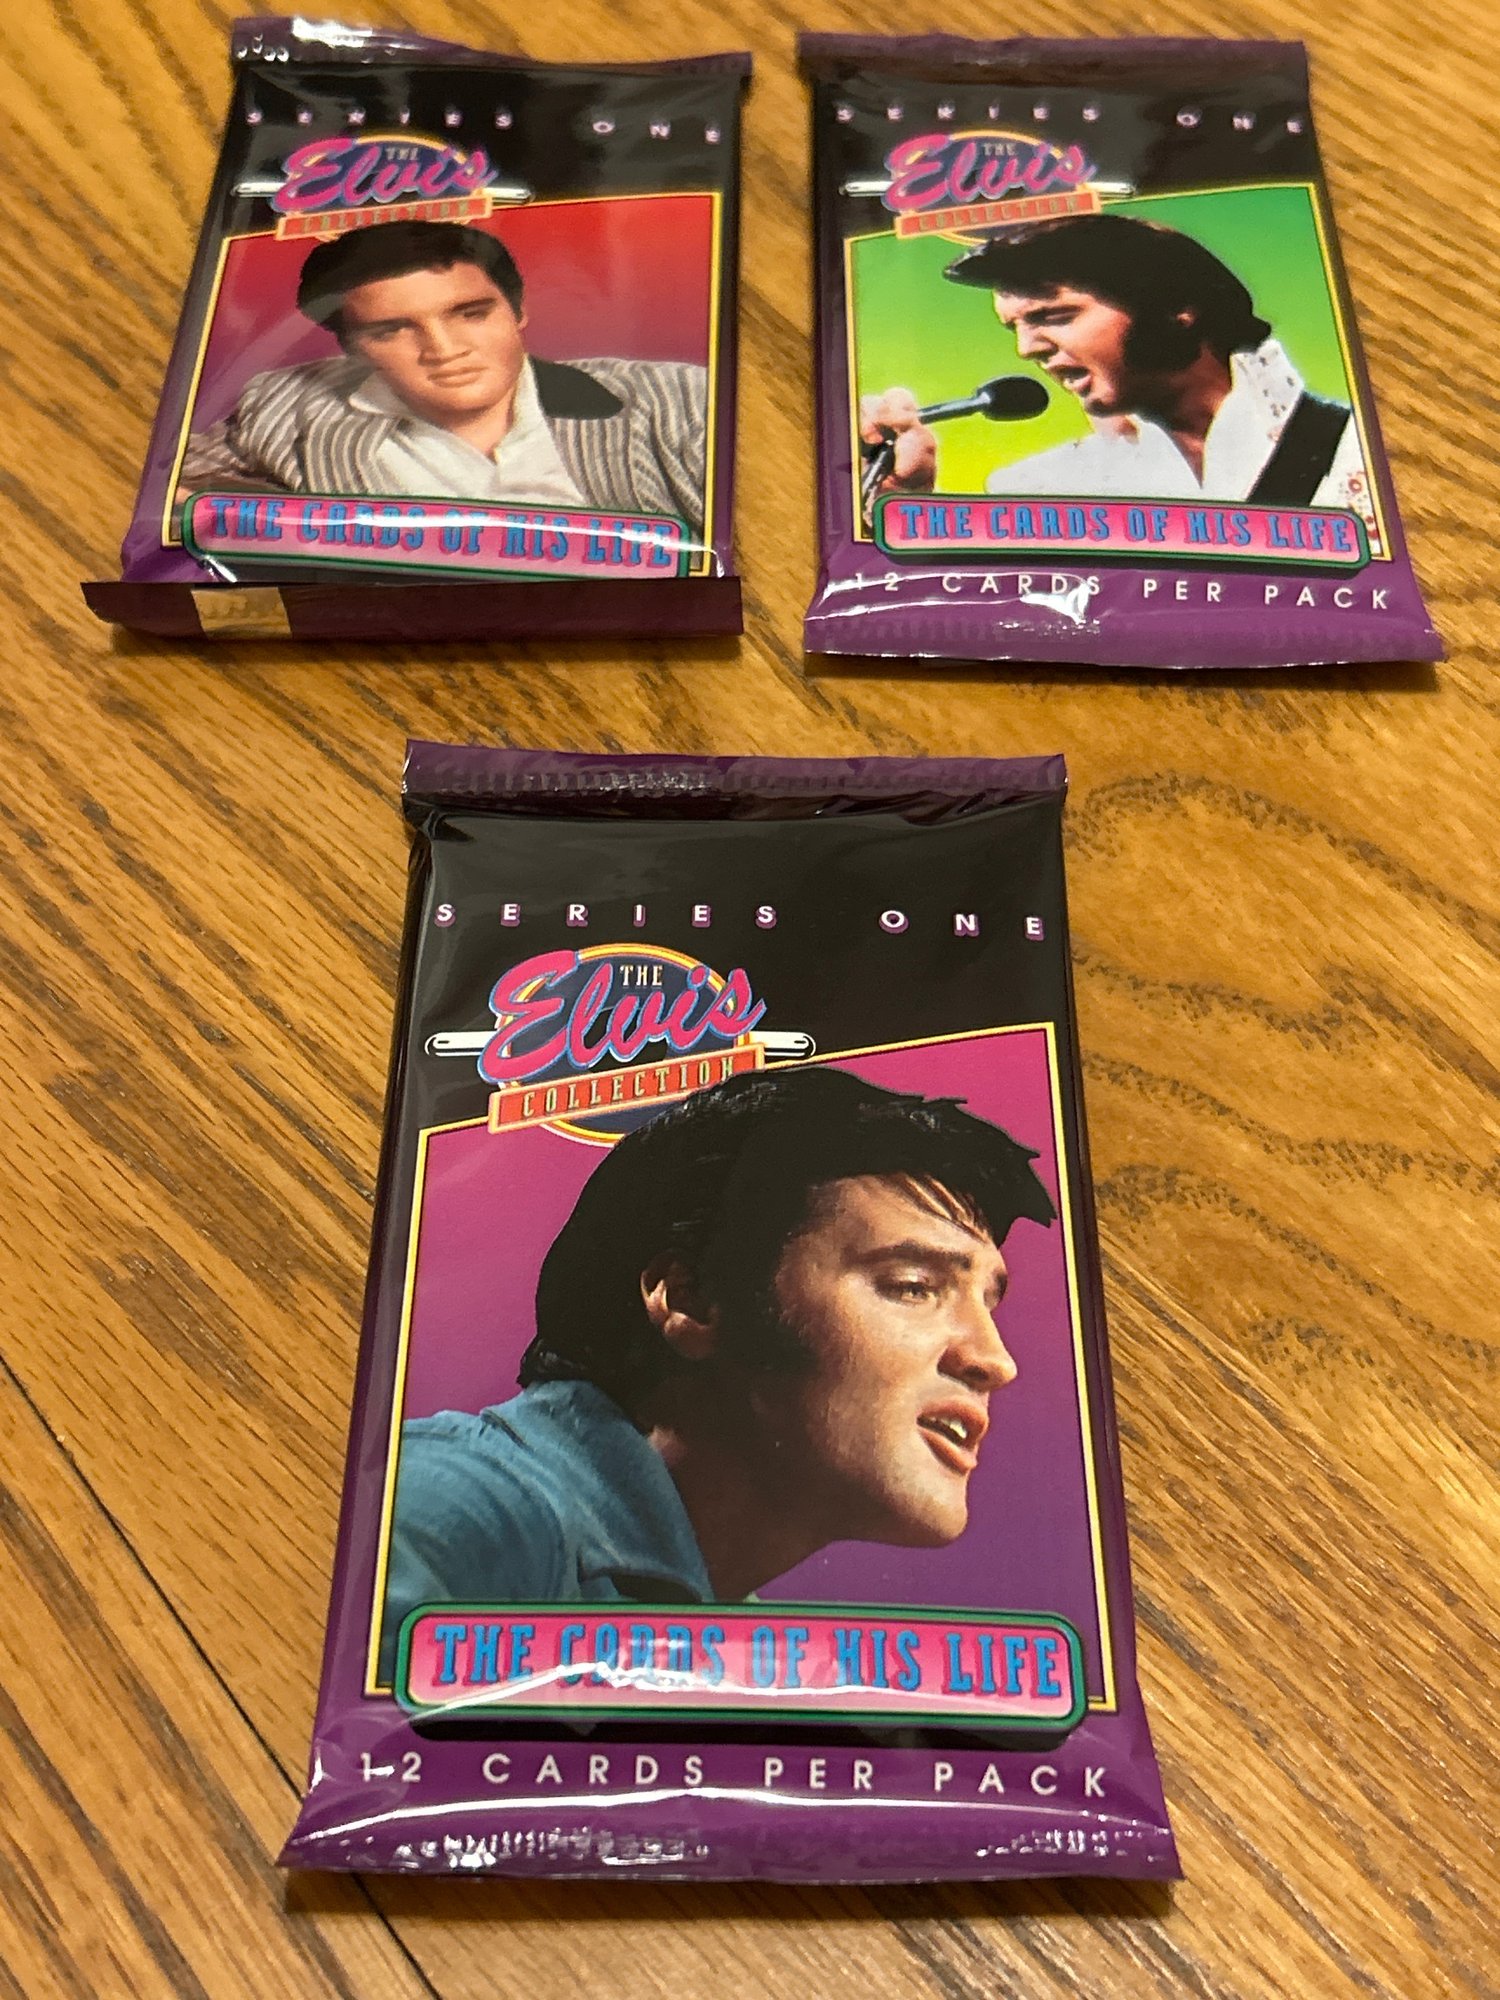 SERIES ONE
THE
Elvis
COLLECTION
THE CARDS OF HIS LIFE
SERIES ONE
THE
Elvis
COLLECTION
THE CARDS OF HIS LIFE
12 CARDS PER PACK
SERIES ONE
THE
Elvis
COLLECTION
THE CARDS OF HIS LIFE
12 CARDS PER PACK